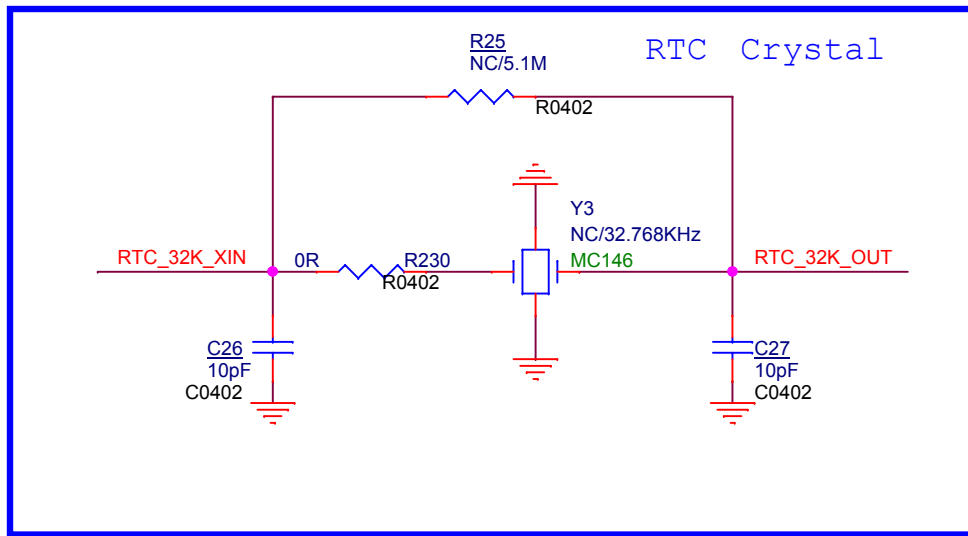 RTC Crystal
R25
NC/5.1M
R0402
Y3
NC/32.768KHz
MC146
RTC_32K_XIN
0R
R230
R0402
RTC_32K_OUT
C26
10pF
C0402
C27
10pF
C0402